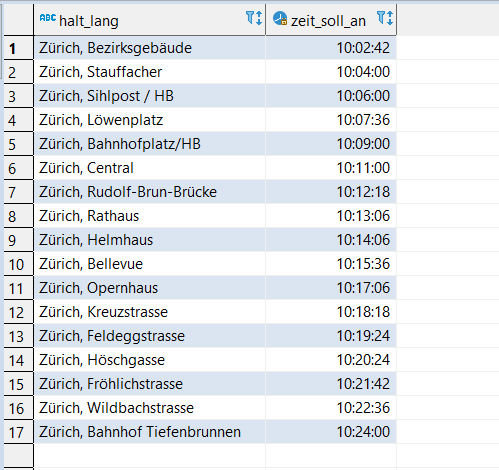 ABC halt_lang zeit_soll_an
1 Zürich, Bezirksgebäude 10:02:42
2 Zürich, Stauffacher 10:04:00
3 Zürich, Sihlpost / HB 10:06:00
4 Zürich, Löwenplatz 10:07:36
5 Zürich, Bahnhofplatz/HB 10:09:00
6 Zürich, Central 10:11:00
7 Zürich, Rudolf-Brun-Brücke 10:12:18
8 Zürich, Rathaus 10:13:06
9 Zürich, Helmhaus 10:14:06
10 Zürich, Bellevue 10:15:36
11 Zürich, Opernhaus 10:17:06
12 Zürich, Kreuzstrasse 10:18:18
13 Zürich, Feldeggstrasse 10:19:24
14 Zürich, Höschgasse 10:20:24
15 Zürich, Fröhlichstrasse 10:21:42
16 Zürich, Wildbachstrasse 10:22:36
17 Zürich, Bahnhof Tiefenbrunnen 10:24:00